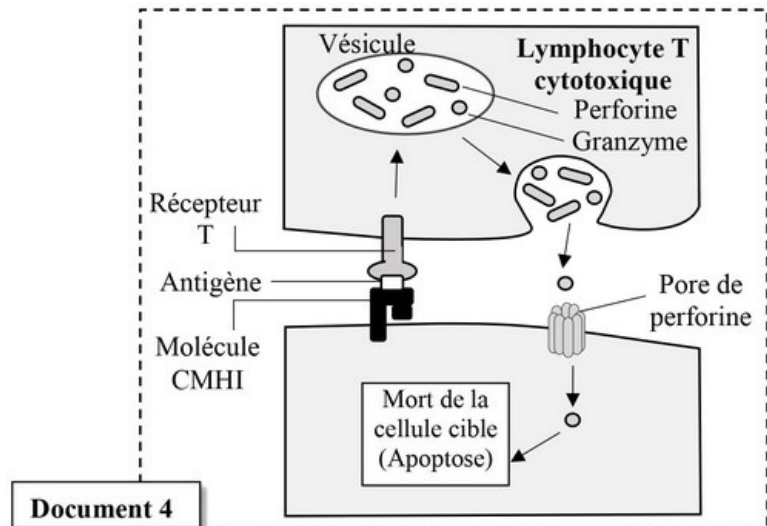 Vésicule
Lymphocyte T
cytotoxique
Perforine
Granzyme
Récepteur
T
Antigène
Molécule
CMHI
Pore de
perforine
Mort de la
cellule cible
(Apoptose)
Document 4